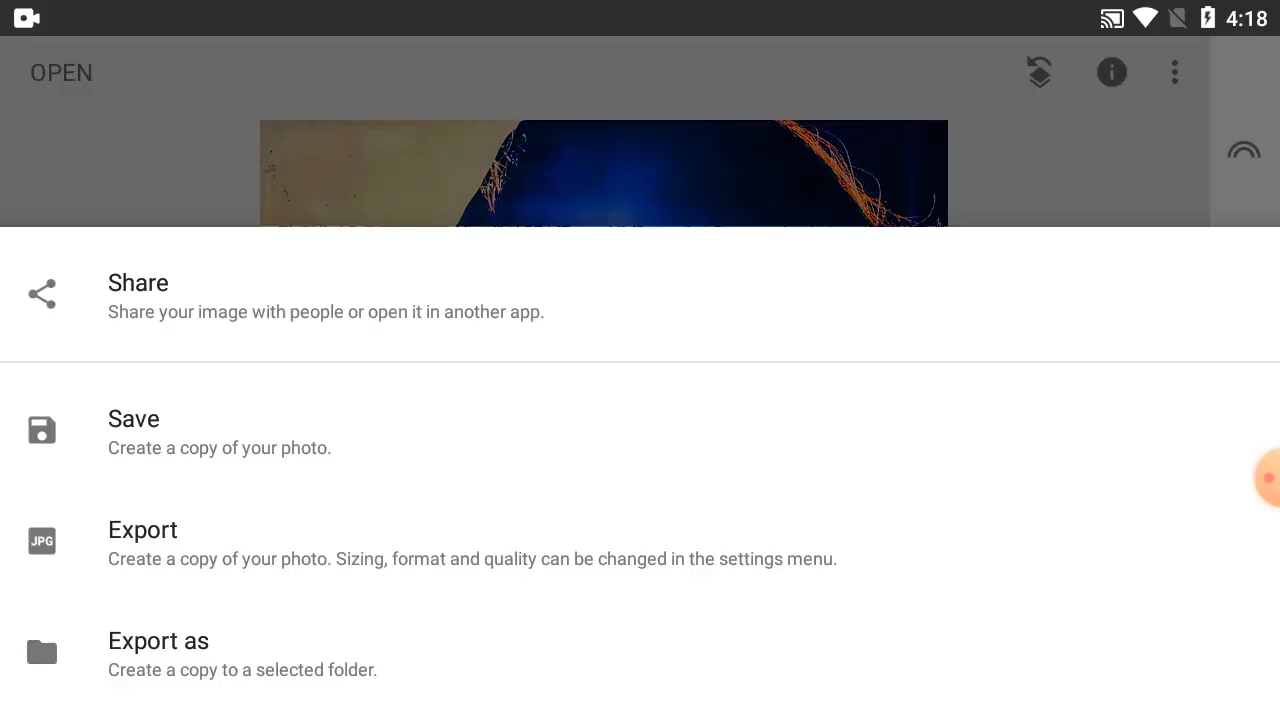 4:18
OPEN
Share
Share your image with people or open it in another app.
Save
Create a copy of your photo.
JPG
Export
Create a copy of your photo. Sizing, format and quality can be changed in the settings menu.
Export as
Create a copy to a selected folder.